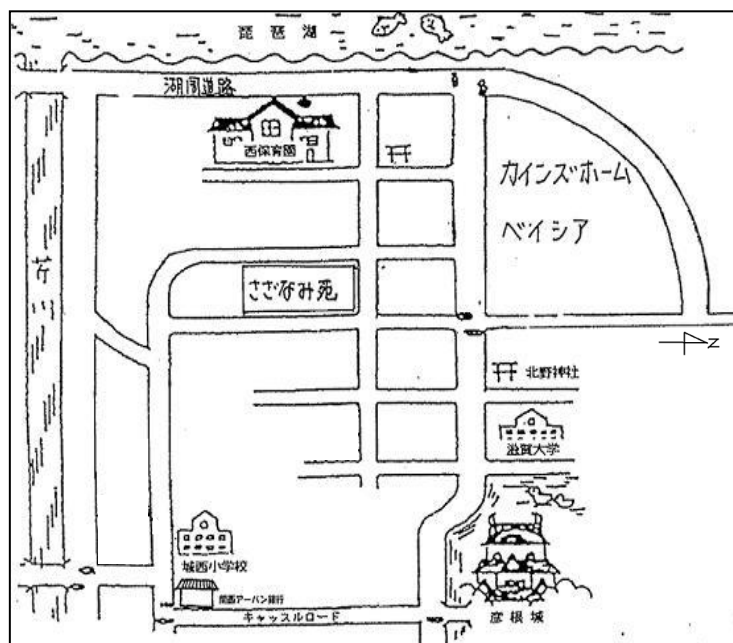 琵琶湖
湖周道路
西保育園
カインズホーム
ベイシア
芹川
さざなみ苑
N
北野神社
滋賀大学
城西小学校
関西アーバン銀行
キャッスルロード
彦根城